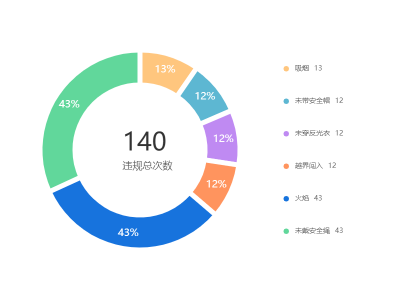 13%
12%
12%
12%
43%
43%
140
违规总次数
吸烟 13
未带安全帽 12
未穿反光衣 12
越界闯入 12
火焰 43
未戴安全绳 43